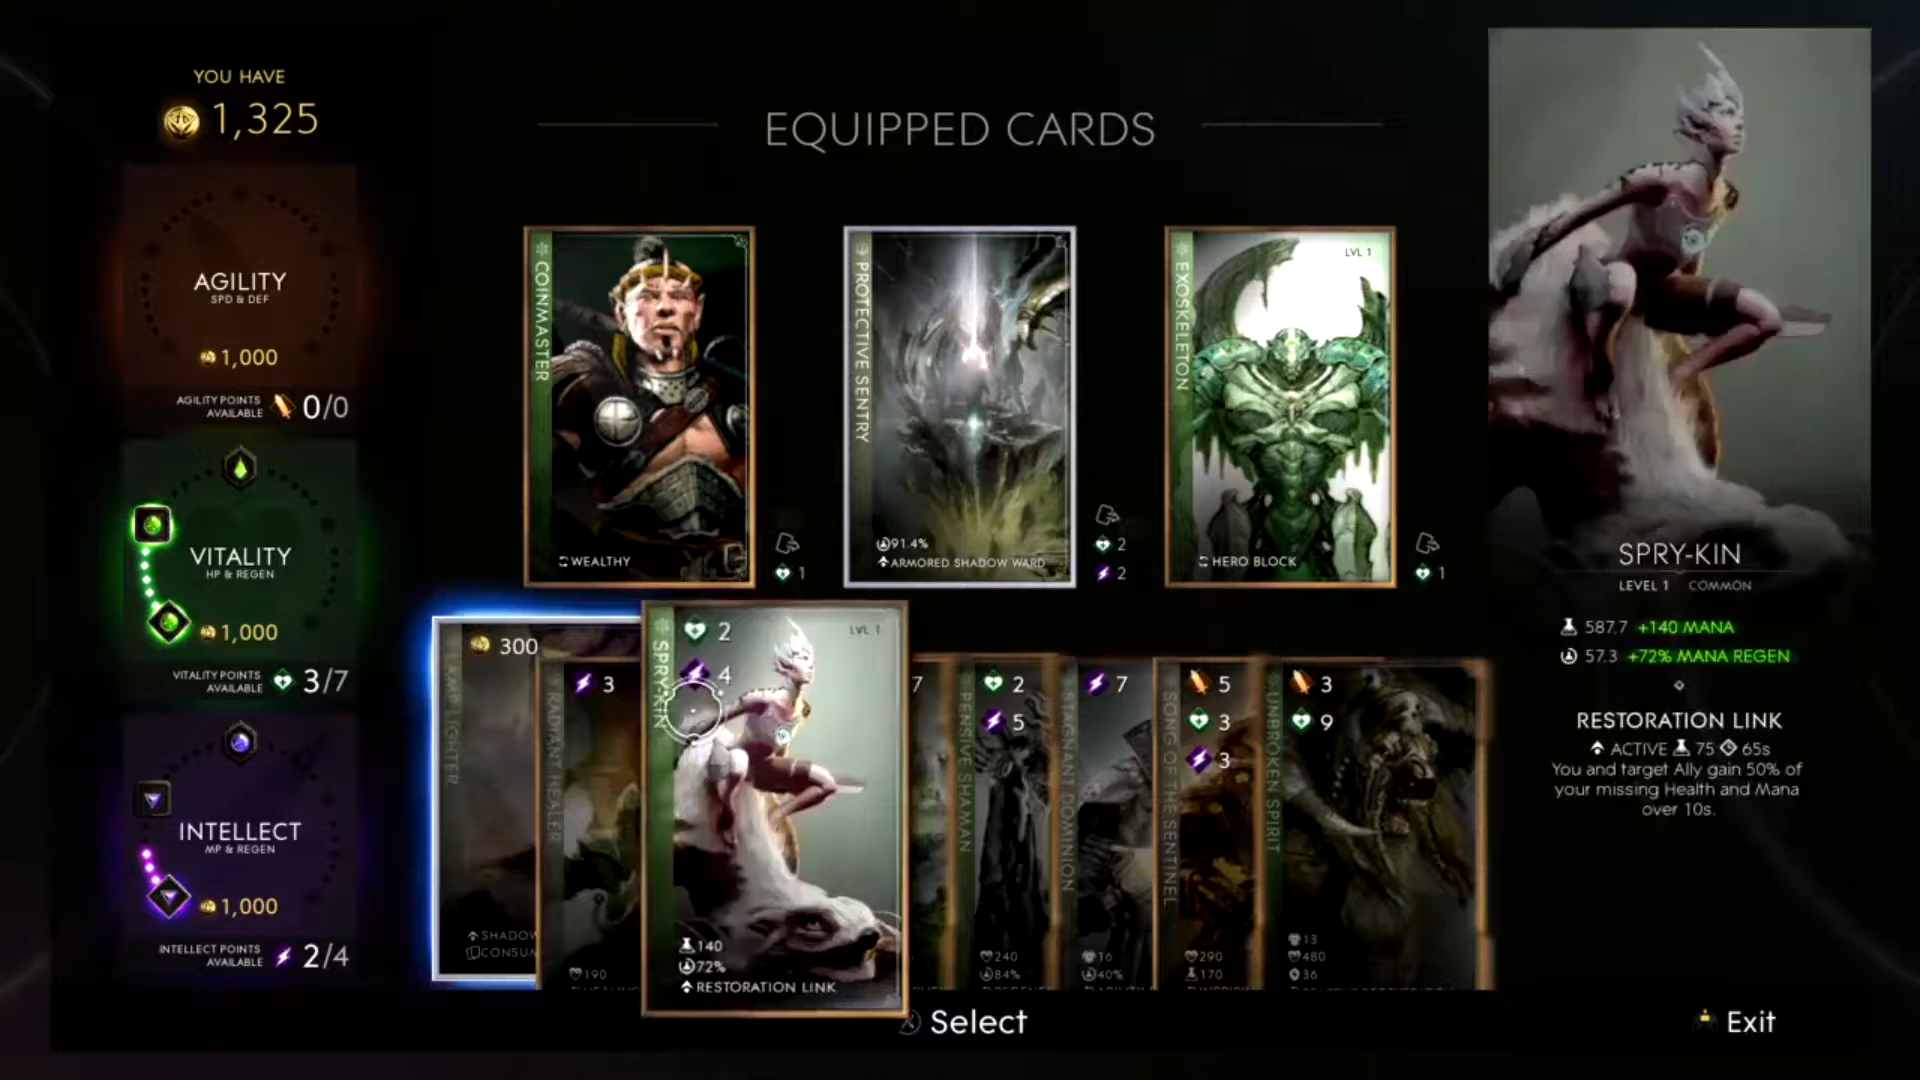 YOU HAVE
1,325
AGILITY
SPD & DEF
1,000
AGILITY POINTS
AVAILABLE
0/0
VITALITY
HP & REGEN
1,000
VITALITY POINTS
AVAILABLE
3/7
INTELLECT
MP & REGEN
1,000
INTELLECT POINTS
AVAILABLE
2/4
EQUIPPED CARDS
COINMASTER
WEALTHY
1
PROTECTIVE SENTRY
91.4%
ARMORED SHADOW WARD
2
2
EXOSKELETON
LVL 1
HERO BLOCK
1
300
LAMPLIGHTER
SHADOW
RADIANT HEALER
3
190
SPRY-KIN
2
4
LVL 1
140
72%
RESTORATION LINK
7
PENSIVE SHAMAN
2
5
240
84%
STAGNANT DOMINION
7
16
40%
SONG OF THE SENTINEL
5
3
3
290
170
UNBROKEN SPIRIT
3
9
13
480
36
SPRY-KIN
LEVEL 1 COMMON
587.7 +140 MANA
57.3 +72% MANA REGEN
RESTORATION LINK
ACTIVE 75 65s
You and target Ally gain 50% of
your missing Health and Mana
over 10s.
Select
Exit